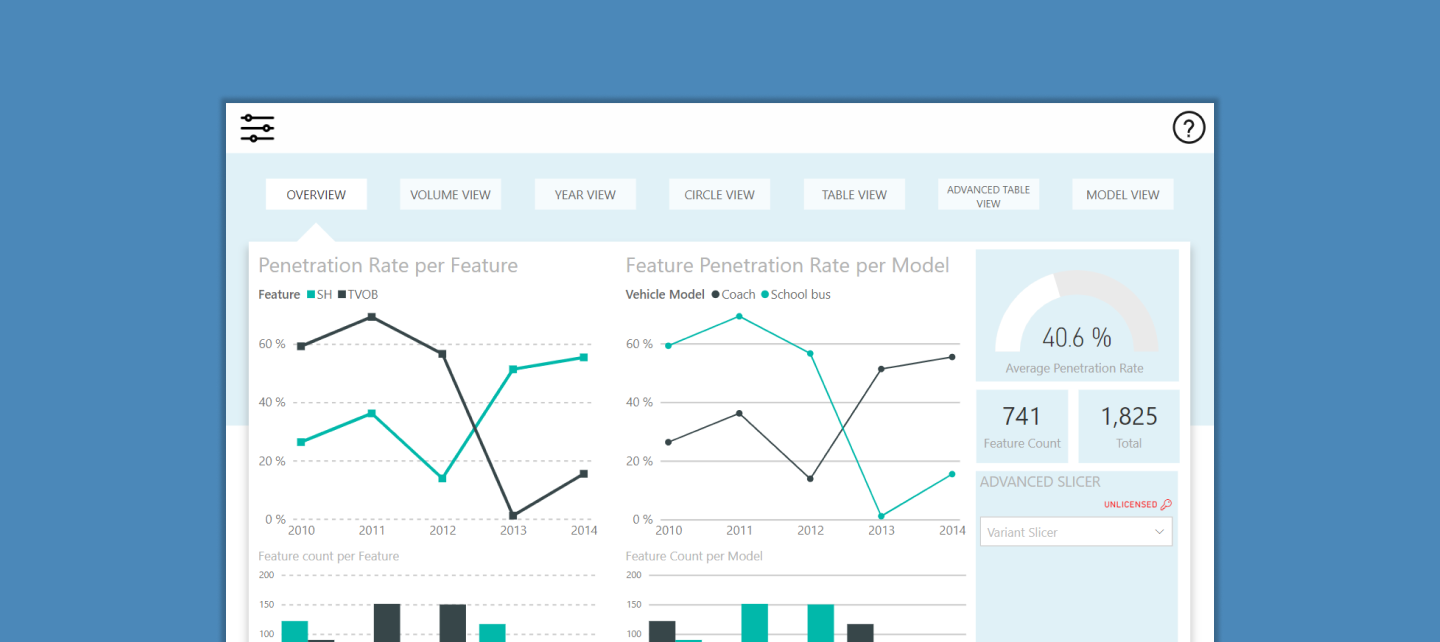 ?
OVERVIEW
VOLUME VIEW
YEAR VIEW
CIRCLE VIEW
TABLE VIEW
ADVANCED TABLE
VIEW
MODEL VIEW
Penetration Rate per Feature
Feature SH TVOB
60 %
40 %
20 %
0 %
2010 2011 2012 2013 2014
Feature count per Feature
200
150
100
Feature Penetration Rate per Model
Vehicle Model Coach School bus
60 %
40 %
20 %
0 %
2010 2011 2012 2013 2014
Feature Count per Model
200
150
100
40.6 %
Average Penetration Rate
741
Feature Count
1,825
Total
ADVANCED SLICER
UNLICENSED
Variant Slicer